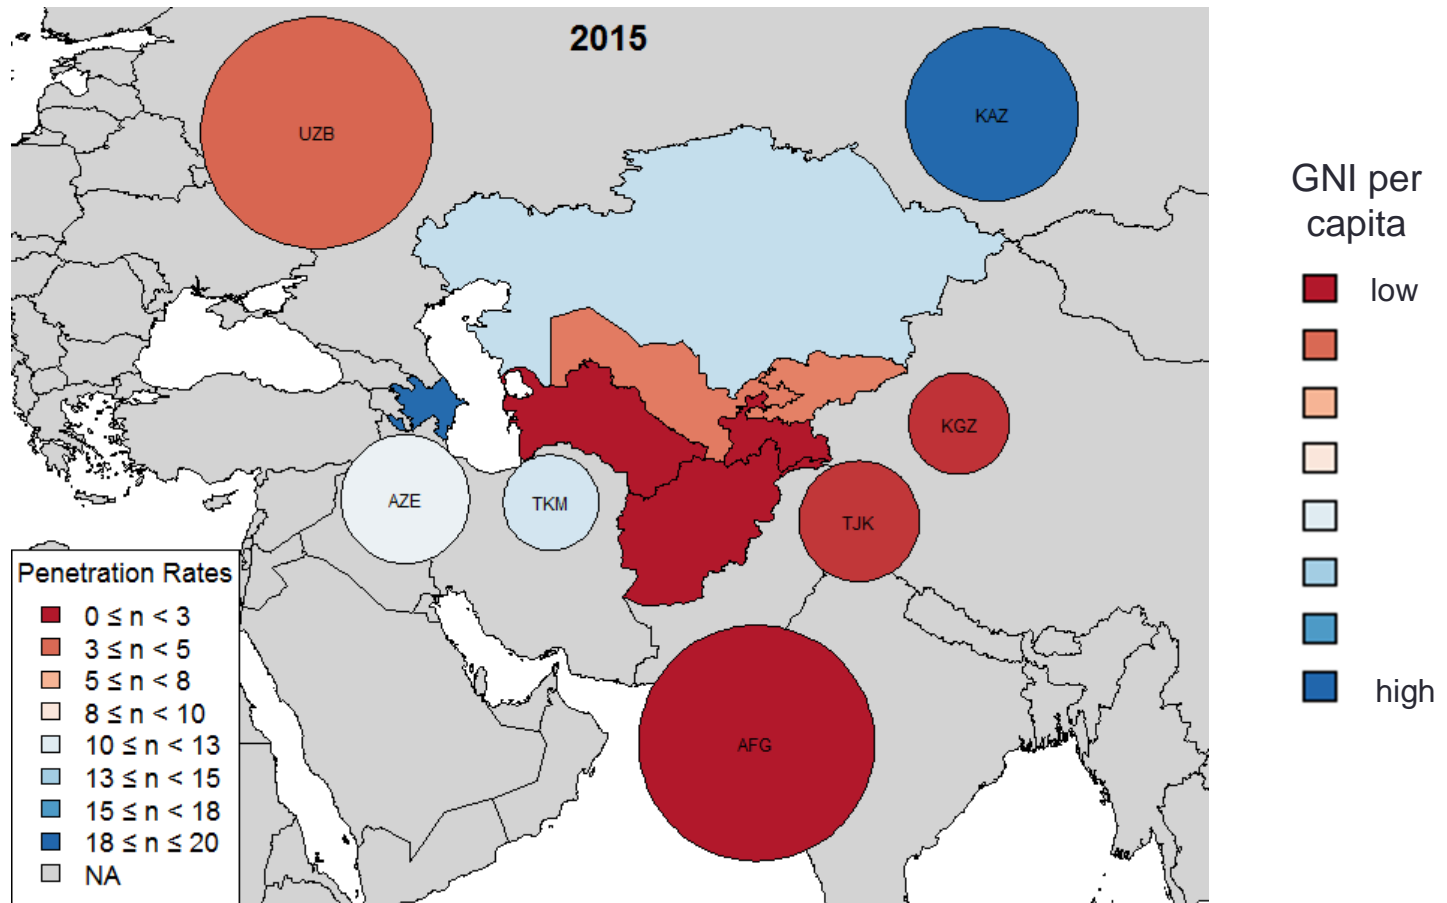 2015
UZB
KAZ
KGZ
AZE
TKM
TJK
AFG
Penetration Rates
0 ≤ n < 3
3 ≤ n < 5
5 ≤ n < 8
8 ≤ n < 10
10 ≤ n < 13
13 ≤ n < 15
15 ≤ n < 18
18 ≤ n ≤ 20
NA
GNI per
capita
low
high